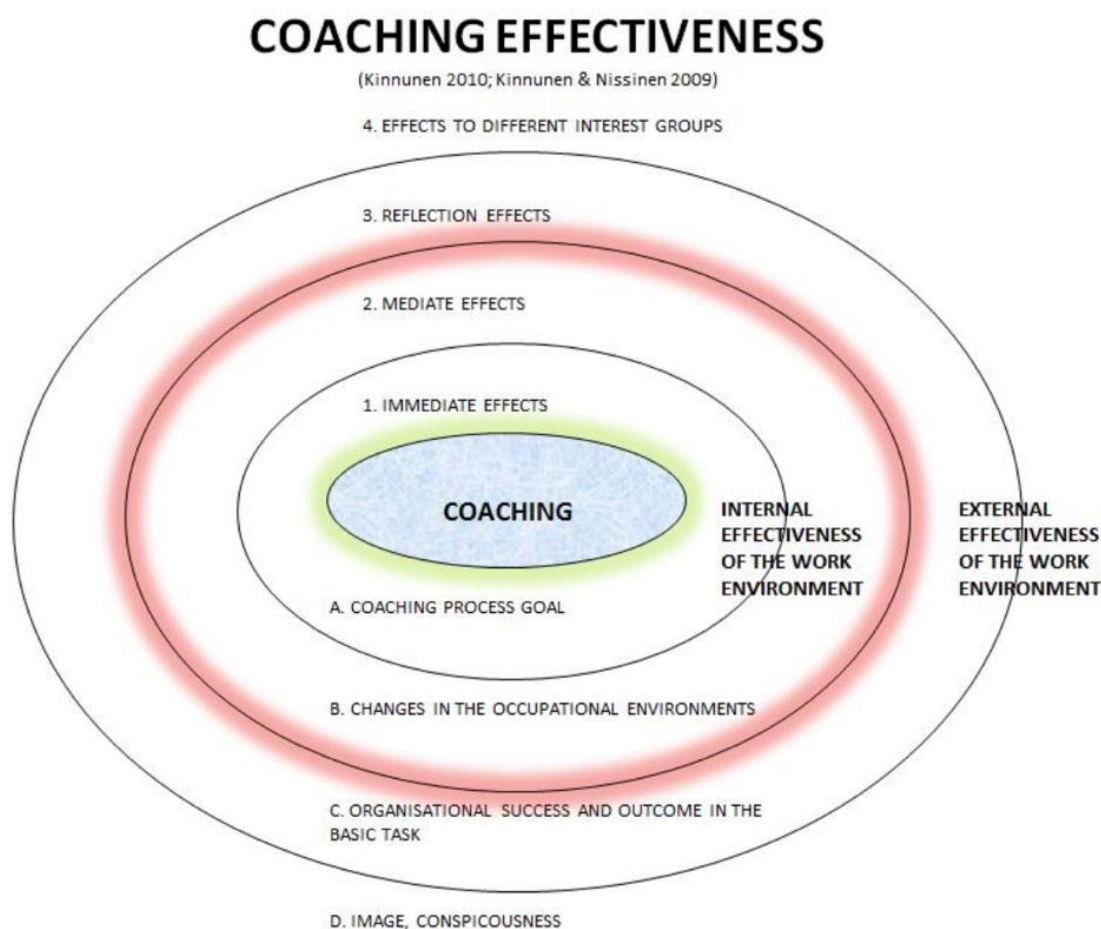 COACHING EFFECTIVENESS
(Kinnunen 2010; Kinnunen & Nissinen 2009)
4. EFFECTS TO DIFFERENT INTEREST GROUPS
3. REFLECTION EFFECTS
2. MEDIATE EFFECTS
1. IMMEDIATE EFFECTS
COACHING
INTERNAL
EFFECTIVENESS
OF THE WORK
ENVIRONMENT
EXTERNAL
EFFECTIVENESS
OF THE WORK
ENVIRONMENT
A. COACHING PROCESS GOAL
B. CHANGES IN THE OCCUPATIONAL ENVIRONMENTS
C. ORGANISATIONAL SUCCESS AND OUTCOME IN THE
BASIC TASK
D. IMAGE, CONSPICOUSNESS